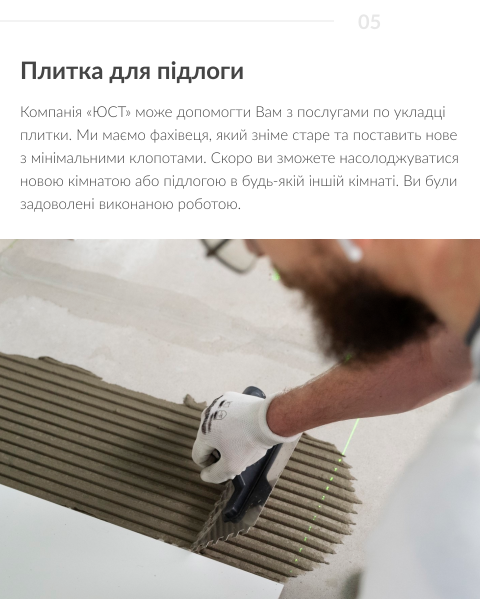 05
Плитка для підлоги
Компанія «ЮСТ» може допомогти Вам з послугами по укладці
плитки. Ми маємо фахівеця, який зніме старе та поставить нове
з мінімальними клопотами. Скоро ви зможете насолоджуватися
новою кімнатою або підлогою в будь-якій іншій кімнаті. Ви були
задоволені виконаною роботою.